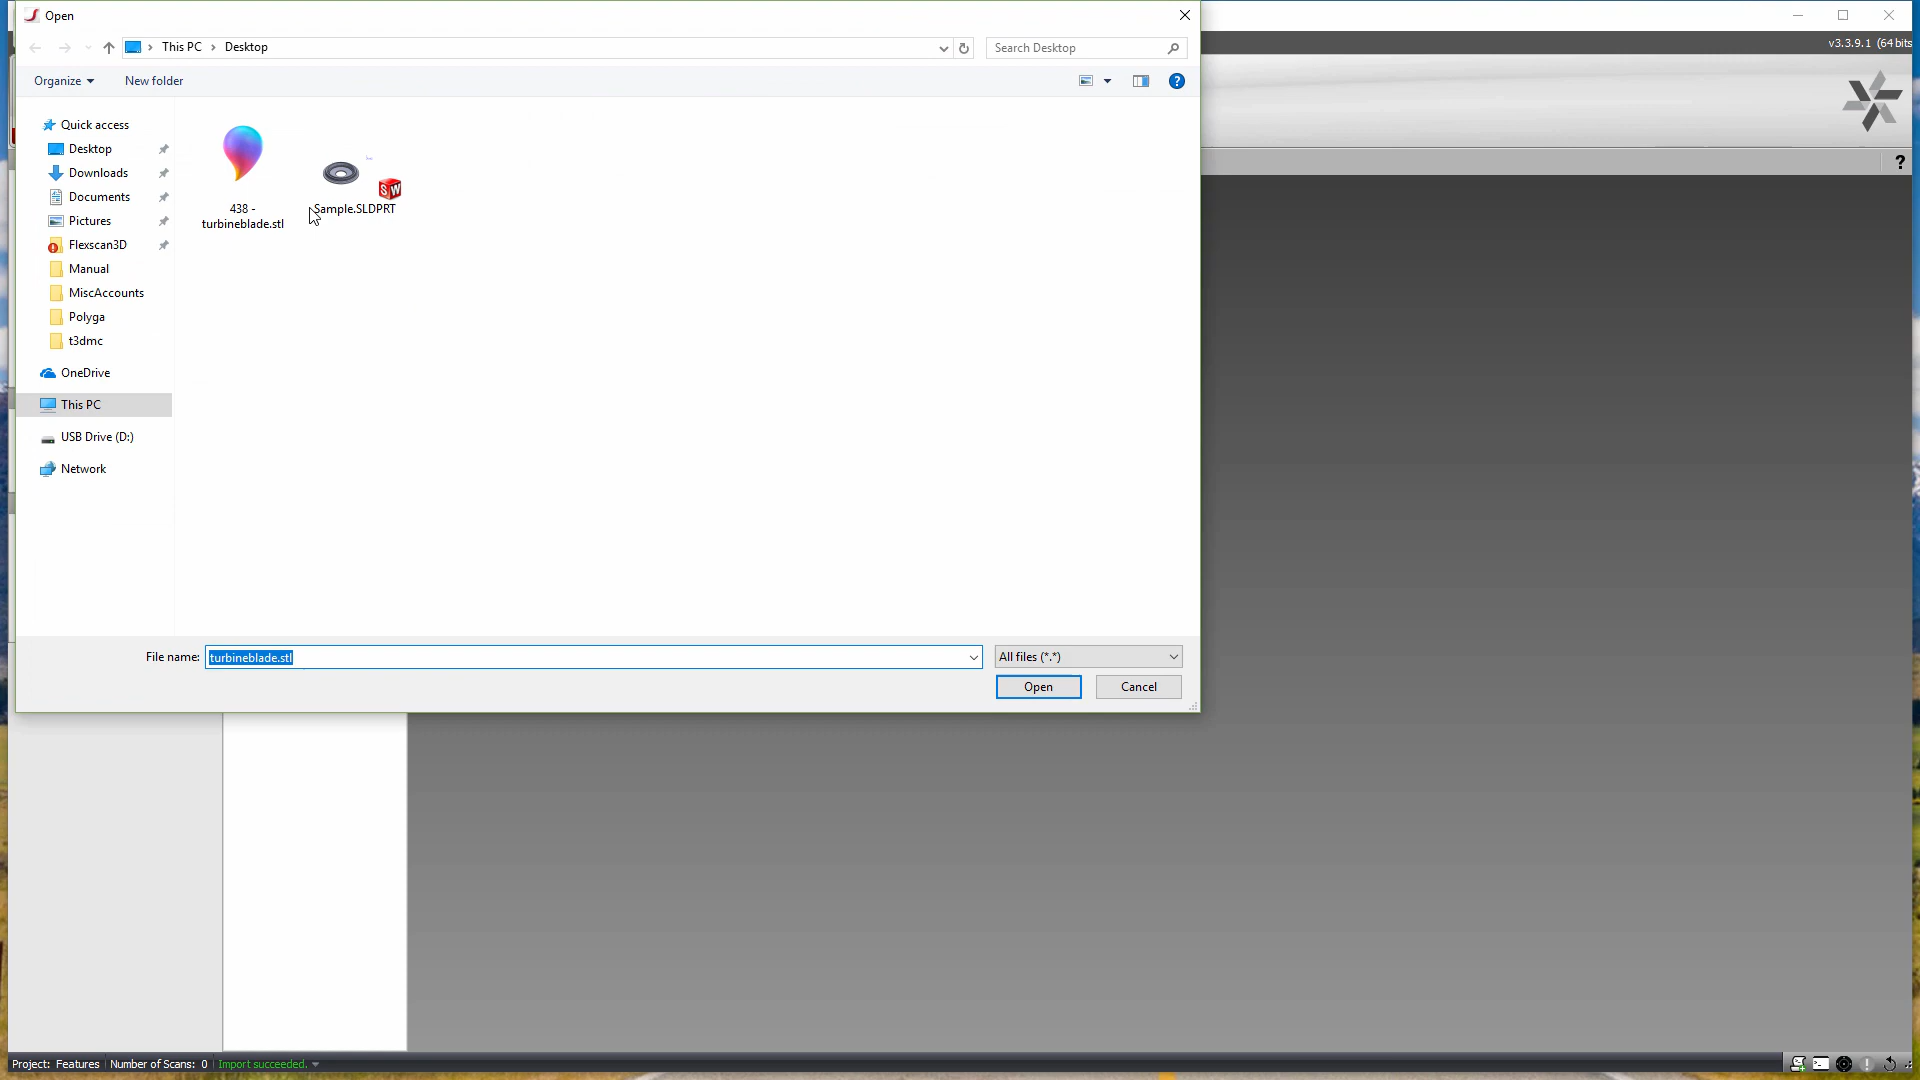 Open
v3.3.9.1 (64 bits
This PC
Desktop
Search Desktop
Organize
New folder
?
?
Quick access
Desktop
Downloads
Documents
Pictures
Flexscan3D
Manual
MiscAccounts
Polyga
t3dmc
OneDrive
This PC
USB Drive (D:)
Network
438 -
turbineblade.stl
SW
Sample.SLDPRT
File name:
turbineblade.stl
All files (*.*)
Open
Cancel
Project: Features
Number of Scans: 0
Import succeeded.